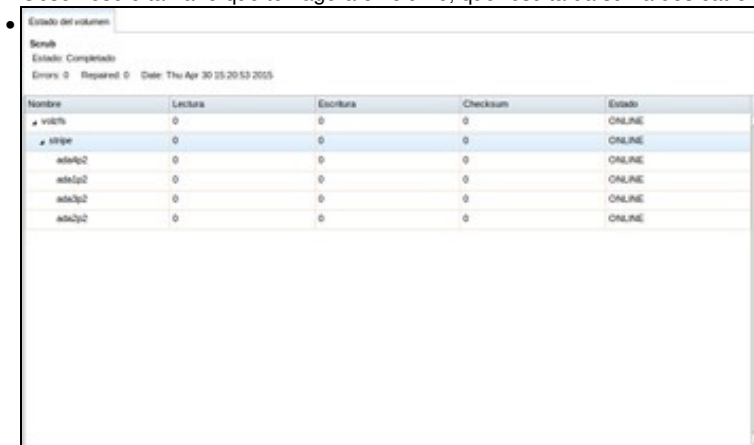 Estado del volumen
Scrub
Estado: Completado
Errors: 0 Repaired: 0 Date: Thu Apr 30 15:20:53 2015
Nombre Lectura Escritura Checksum Estado
volzfs 0 0 0 ONLINE
stripe 0 0 0 ONLINE
ada4p2 0 0 0 ONLINE
ada1p2 0 0 0 ONLINE
ada3p2 0 0 0 ONLINE
ada2p2 0 0 0 ONLINE